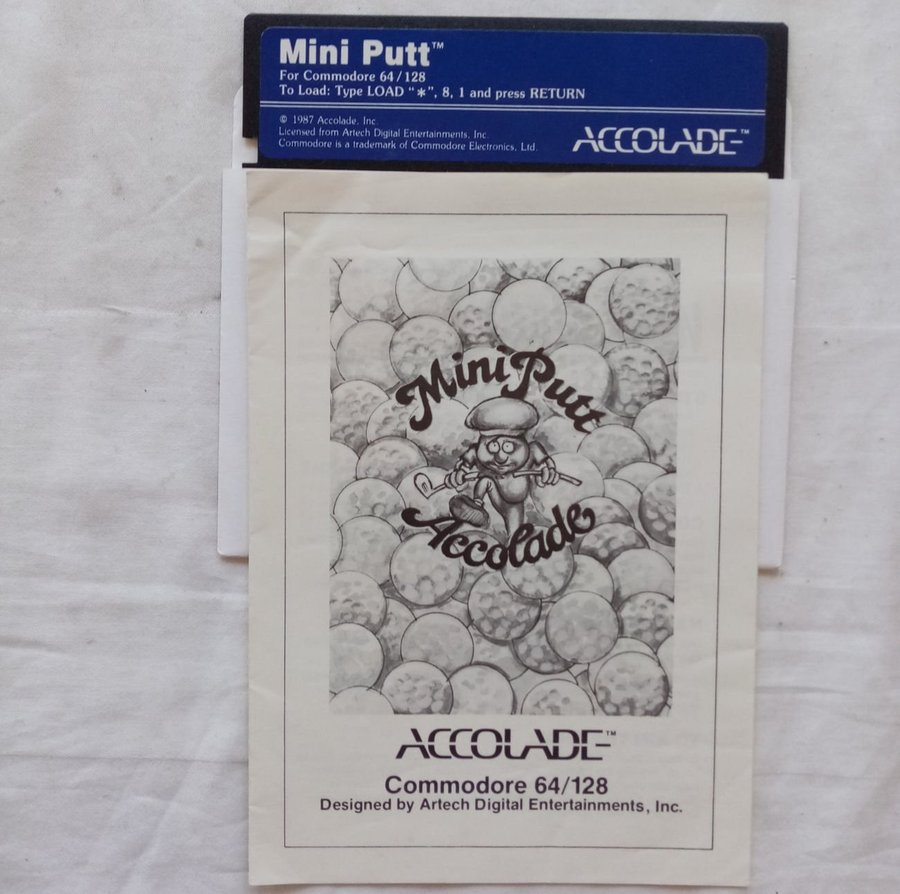 Mini Putt™
For Commodore 64/128
To Load: Type LOAD “*”, 8, 1 and press RETURN
© 1987 Accolade, Inc.
Licensed from Artech Digital Entertainments, Inc.
Commodore is a trademark of Commodore Electronics, Ltd.
ACCOLADE™
Mini Putt
Accolade
ACCOLADE™
Commodore 64/128
Designed by Artech Digital Entertainments, Inc.